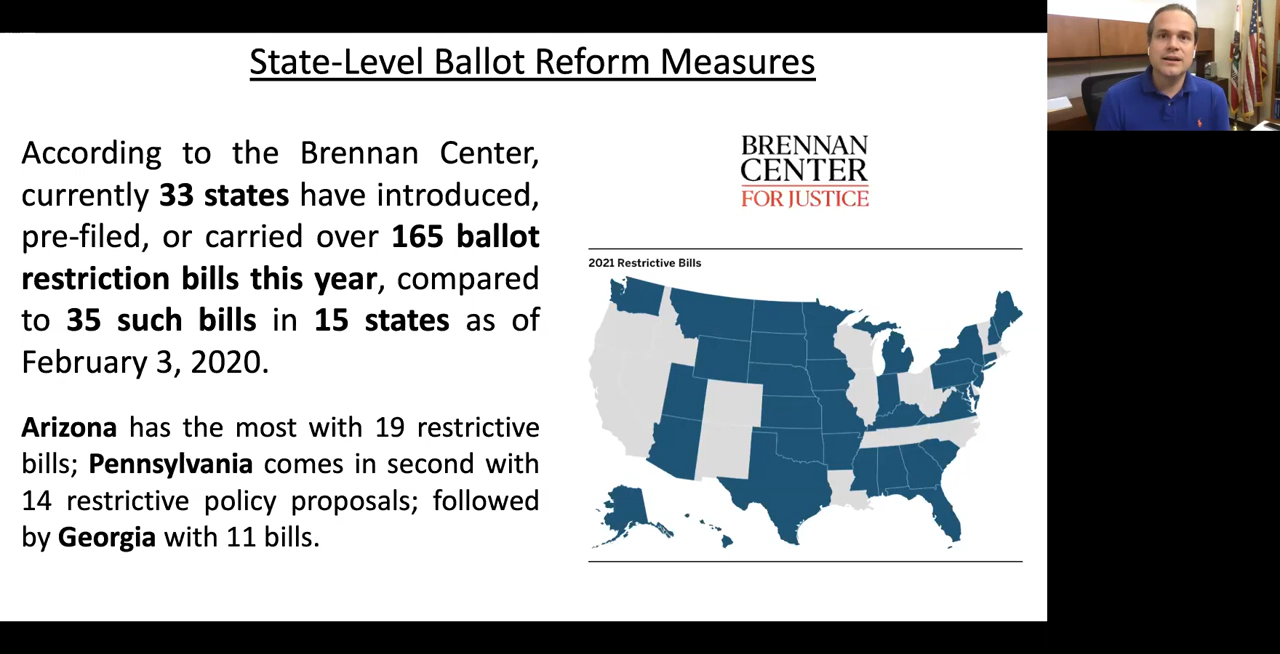 State-Level Ballot Reform Measures
According to the Brennan Center,
currently 33 states have introduced,
pre-filed, or carried over 165 ballot
restriction bills this year, compared
to 35 such bills in 15 states as of
February 3, 2020.
Arizona has the most with 19 restrictive
bills; Pennsylvania comes in second with
14 restrictive policy proposals; followed
by Georgia with 11 bills.
BRENNAN
CENTER
FOR JUSTICE
2021 Restrictive Bills